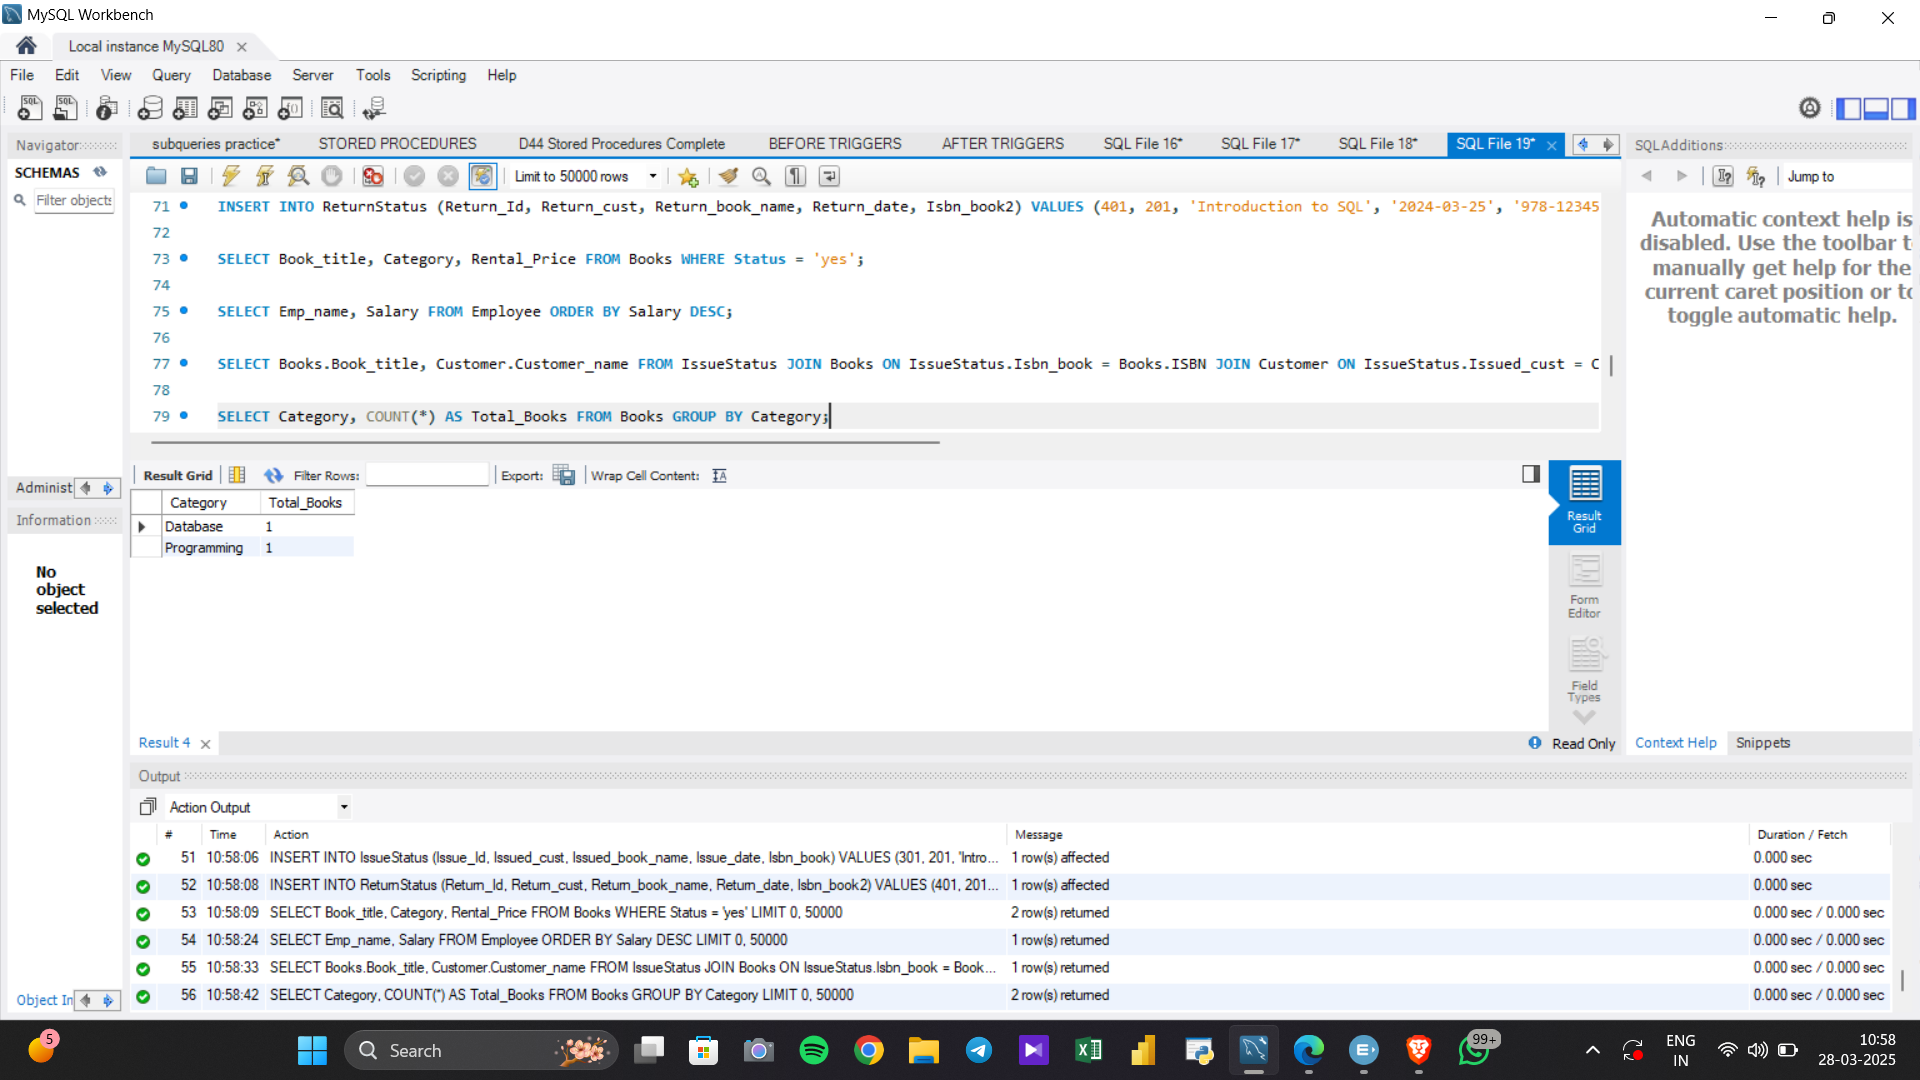 MySQL Workbench
Local instance MySQL80
File Edit View Query Database Server Tools Scripting Help
Navigator
subqueries practice* STORED PROCEDURES D44 Stored Procedures Complete BEFORE TRIGGERS AFTER TRIGGERS SQL File 16* SQL File 17* SQL File 18* SQL File 19*
SQLAdditions
SCHEMAS
Filter objects
Limit to 50000 rows
Jump to
71 INSERT INTO ReturnStatus (Return_Id, Return_cust, Return_book_name, Return_date, Isbn_book2) VALUES (401, 201, 'Introduction to SQL', '2024-03-25', '978-12345
72
73 SELECT Book_title, Category, Rental_Price FROM Books WHERE Status = 'yes';
74
75 SELECT Emp_name, Salary FROM Employee ORDER BY Salary DESC;
76
77 SELECT Books.Book_title, Customer.Customer_name FROM IssueStatus JOIN Books ON IssueStatus.Isbn_book = Books.ISBN JOIN Customer ON IssueStatus.Issued_cust = C
78
79 SELECT Category, COUNT(*) AS Total_Books FROM Books GROUP BY Category;
Automatic context help is
disabled. Use the toolbar t
manually get help for the
current caret position or to
toggle automatic help.
Administ
Information
No
object
selected
Result Grid Filter Rows: Export: Wrap Cell Content:
Category Total_Books
Database 1
Programming 1
Result
Grid
Form
Editor
Field
Types
Result 4
Read Only
Context Help Snippets
Output
Action Output
# Time Action Message Duration / Fetch
51 10:58:06 INSERT INTO IssueStatus (Issue_Id, Issued_cust, Issued_book_name, Issue_date, Isbn_book) VALUES (301, 201, 'Intro... 1 row(s) affected 0.000 sec
52 10:58:08 INSERT INTO ReturnStatus (Return_Id, Return_cust, Return_book_name, Return_date, Isbn_book2) VALUES (401, 201... 1 row(s) affected 0.000 sec
53 10:58:09 SELECT Book_title, Category, Rental_Price FROM Books WHERE Status = 'yes' LIMIT 0, 50000 2 row(s) returned 0.000 sec / 0.000 sec
54 10:58:24 SELECT Emp_name, Salary FROM Employee ORDER BY Salary DESC LIMIT 0, 50000 1 row(s) returned 0.000 sec / 0.000 sec
55 10:58:33 SELECT Books.Book_title, Customer.Customer_name FROM IssueStatus JOIN Books ON IssueStatus.Isbn_book = Book... 1 row(s) returned 0.000 sec / 0.000 sec
56 10:58:42 SELECT Category, COUNT(*) AS Total_Books FROM Books GROUP BY Category LIMIT 0, 50000 2 row(s) returned 0.000 sec / 0.000 sec
Object In
5
Search
99+
ENG
IN
10:58
28-03-2025